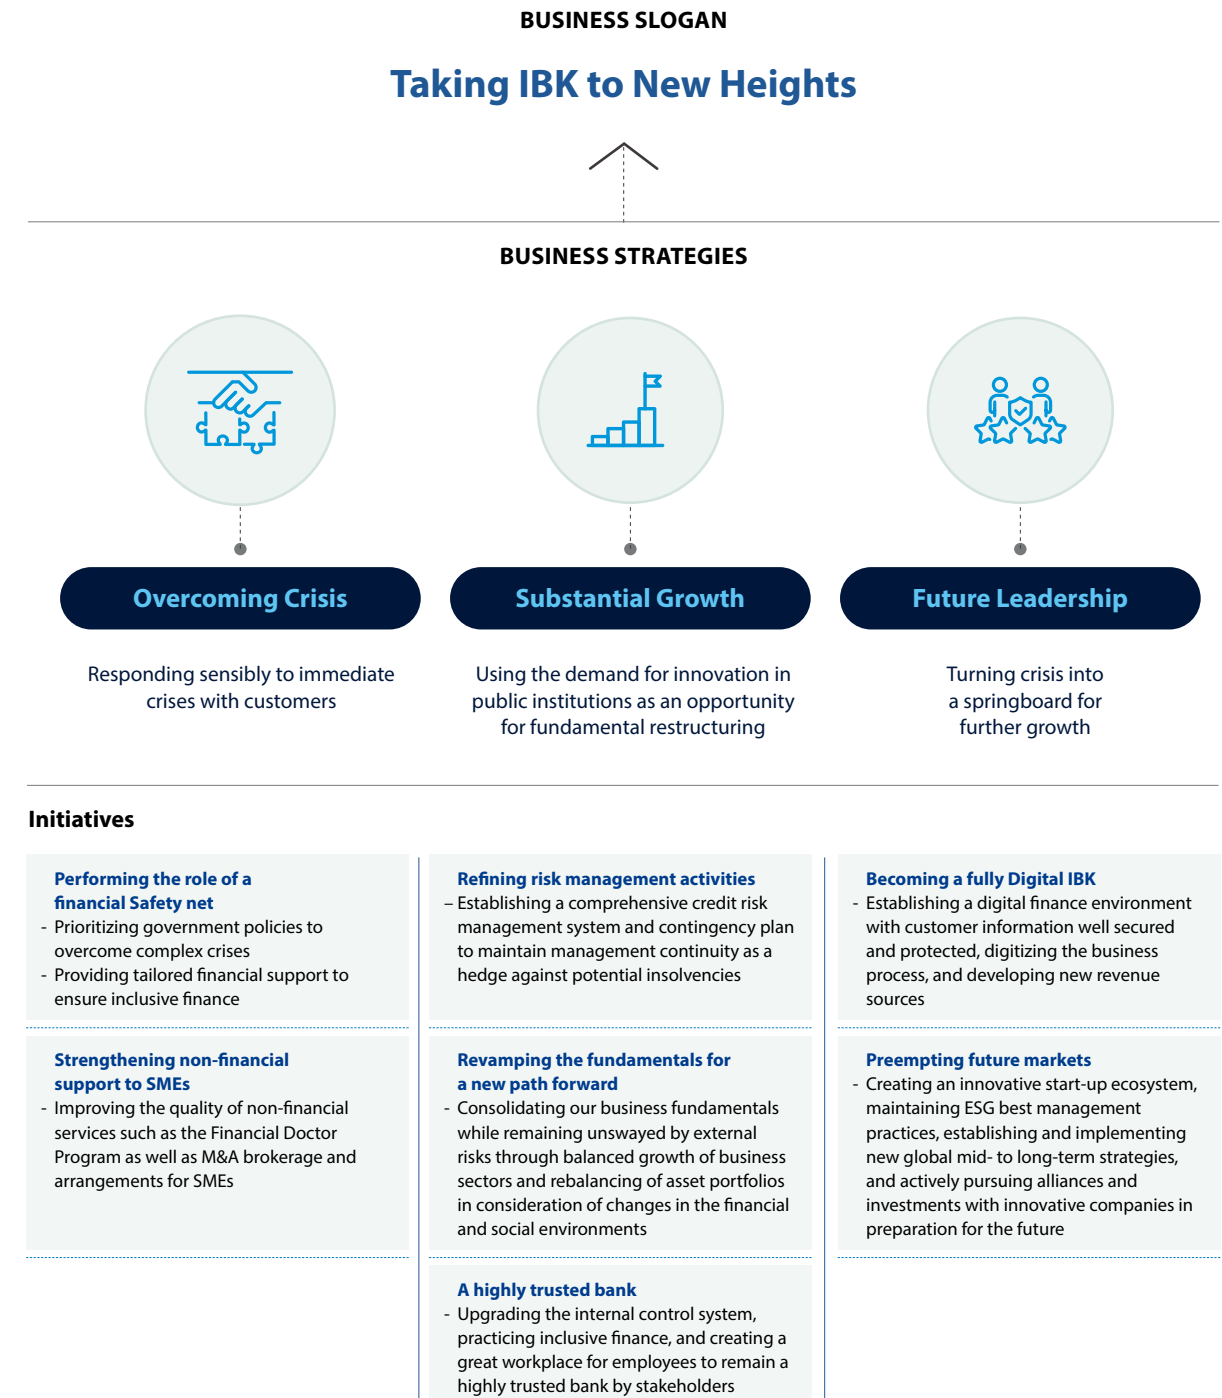 BUSINESS SLOGAN
Taking IBK to New Heights
BUSINESS STRATEGIES
Overcoming Crisis
Responding sensibly to immediate
crises with customers
Substantial Growth
Using the demand for innovation in
public institutions as an opportunity
for fundamental restructuring
Future Leadership
Turning crisis into
a springboard for
further growth
Initiatives
Performing the role of a
financial Safety net
- Prioritizing government policies to
overcome complex crises
- Providing tailored financial support to
ensure inclusive finance
Strengthening non-financial
support to SMEs
- Improving the quality of non-financial
services such as the Financial Doctor
Program as well as M&A brokerage and
arrangements for SMEs
Refining risk management activities
– Establishing a comprehensive credit risk
management system and contingency plan
to maintain management continuity as a
hedge against potential insolvencies
Revamping the fundamentals for
a new path forward
- Consolidating our business fundamentals
while remaining unswayed by external
risks through balanced growth of business
sectors and rebalancing of asset portfolios
in consideration of changes in the financial
and social environments
A highly trusted bank
- Upgrading the internal control system,
practicing inclusive finance, and creating a
great workplace for employees to remain a
highly trusted bank by stakeholders
Becoming a fully Digital IBK
- Establishing a digital finance environment
with customer information well secured
and protected, digitizing the business
process, and developing new revenue
sources
Preempting future markets
- Creating an innovative start-up ecosystem,
maintaining ESG best management
practices, establishing and implementing
new global mid- to long-term strategies,
and actively pursuing alliances and
investments with innovative companies in
preparation for the future